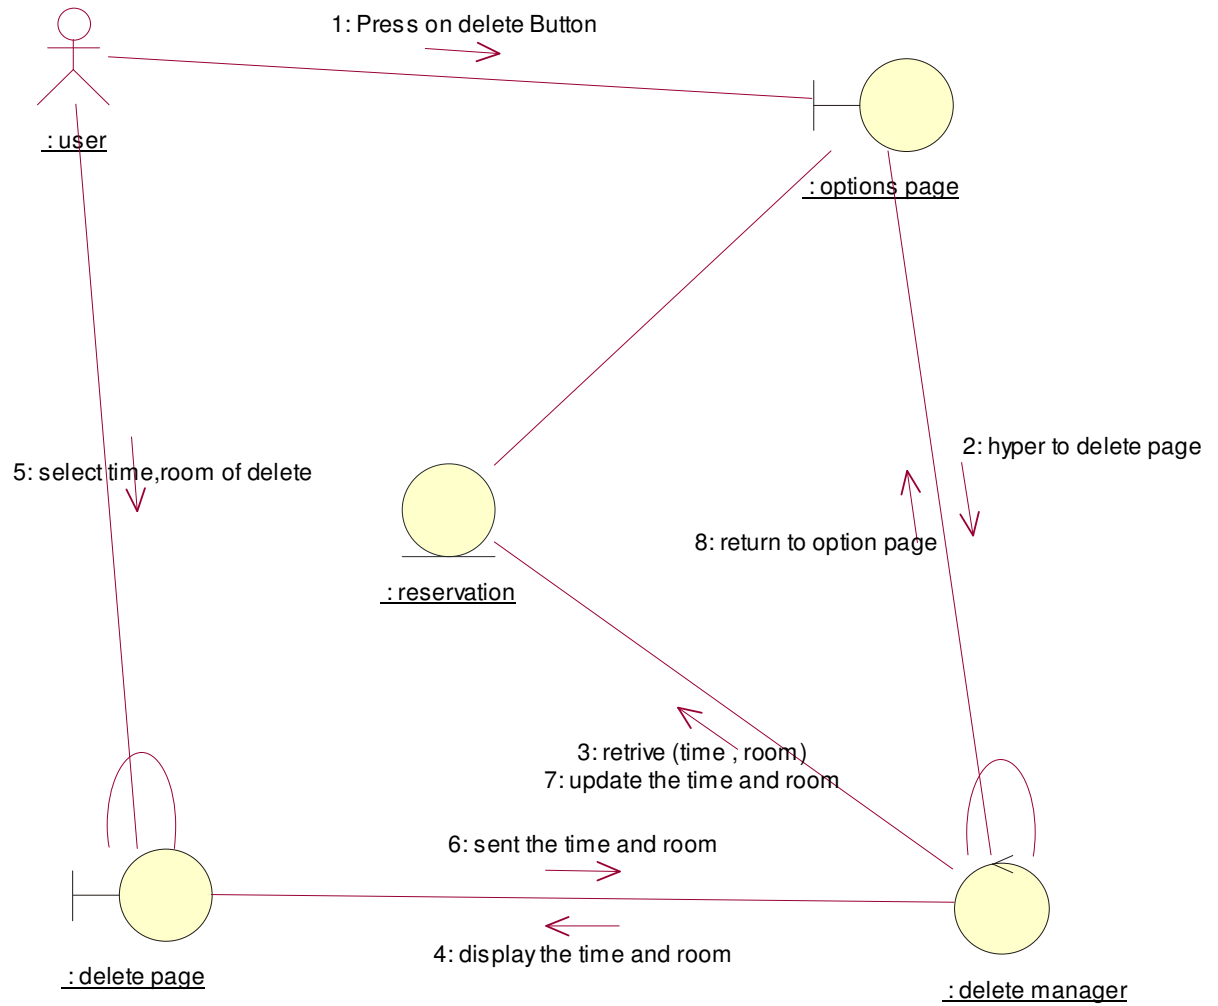 1: Press on delete Button
: user
: options page
2: hyper to delete page
5: select time,room of delete
8: return to option page
: reservation
3: retrive (time , room)
7: update the time and room
6: sent the time and room
4: display the time and room
: delete page
: delete manager